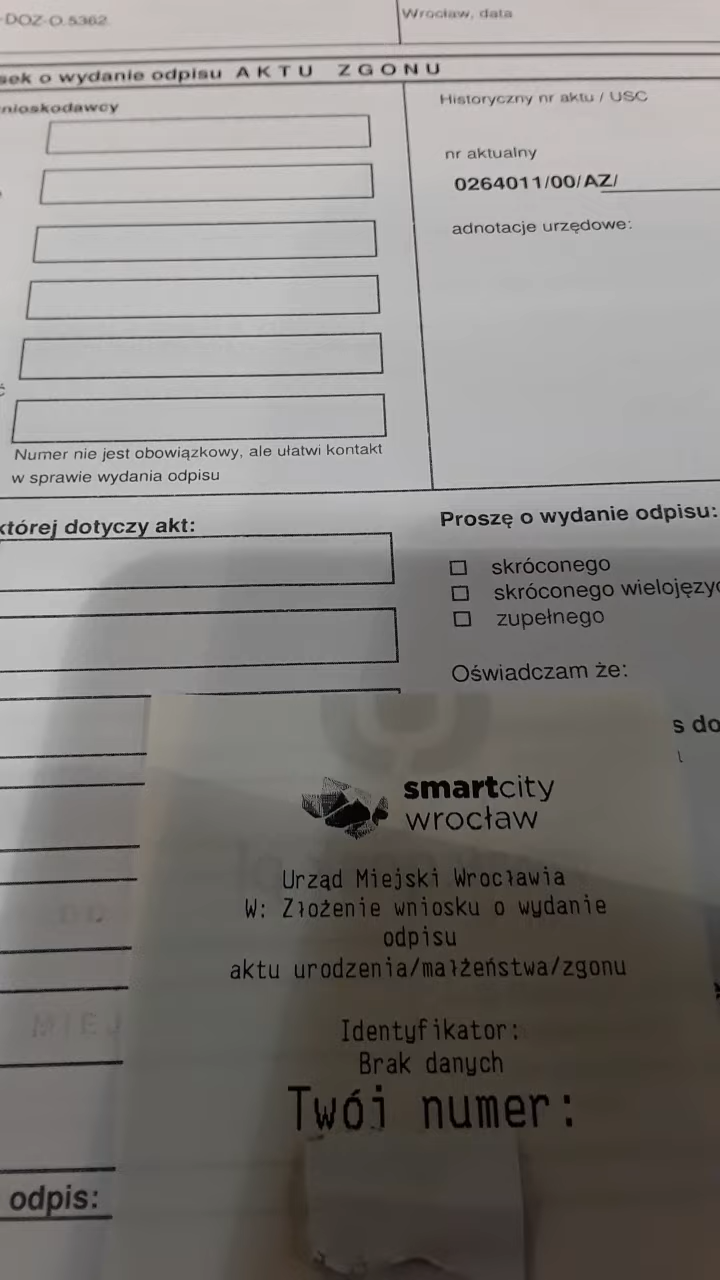 -DOZ-O.5362
Wrocław, data
sek o wydanie odpisu AKTU ZGONU
nioskodawcy
Historyczny nr aktu / USC
nr aktualny
0264011/00/AZ/
adnotacje urzędowe:
Numer nie jest obowiązkowy, ale ułatwi kontakt
w sprawie wydania odpisu
której dotyczy akt:
Proszę o wydanie odpisu:
skróconego
skróconego wielojęzyc
zupełnego
Oświadczam że:
s do
smartcity
wrocław
Urząd Miejski Wrocławia
W: Złożenie wniosku o wydanie
odpisu
aktu urodzenia/małżeństwa/zgonu
MIEJ
Identyfikator:
Brak danych
Twój numer:
odpis: